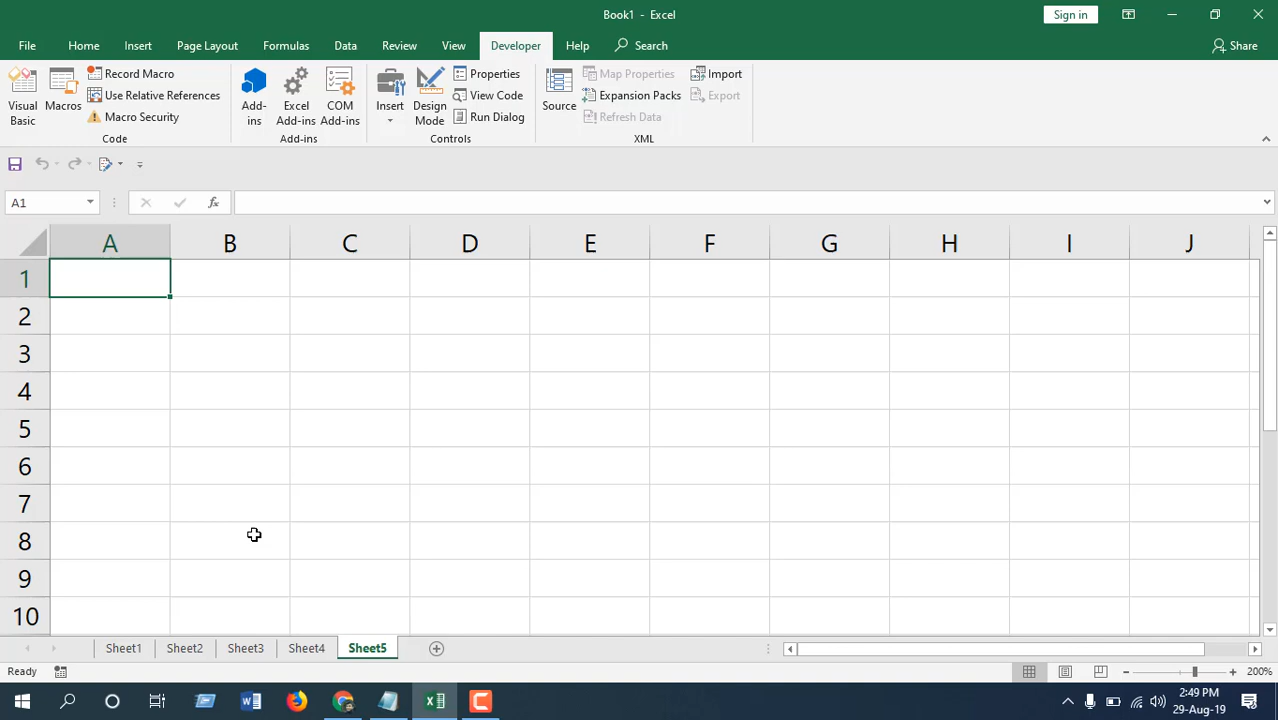 Book1 - Excel
Sign in
File Home Insert Page Layout Formulas Data Review View Developer Help Search Share
Visual Basic
Macros
Record Macro
Use Relative References
Macro Security
Code
Add-ins
Excel Add-ins
COM Add-ins
Add-ins
Insert
Design Mode
Properties
View Code
Run Dialog
Controls
Source
Map Properties
Expansion Packs
Refresh Data
Import
Export
XML
A1
fx
A B C D E F G H I J
1
2
3
4
5
6
7
8
9
10
Sheet1 Sheet2 Sheet3 Sheet4 Sheet5
Ready
200%
2:49 PM
29-Aug-19